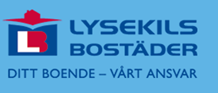 LYSEKILS
BOSTÄDER
DITT BOENDE – VÅRT ANSVAR